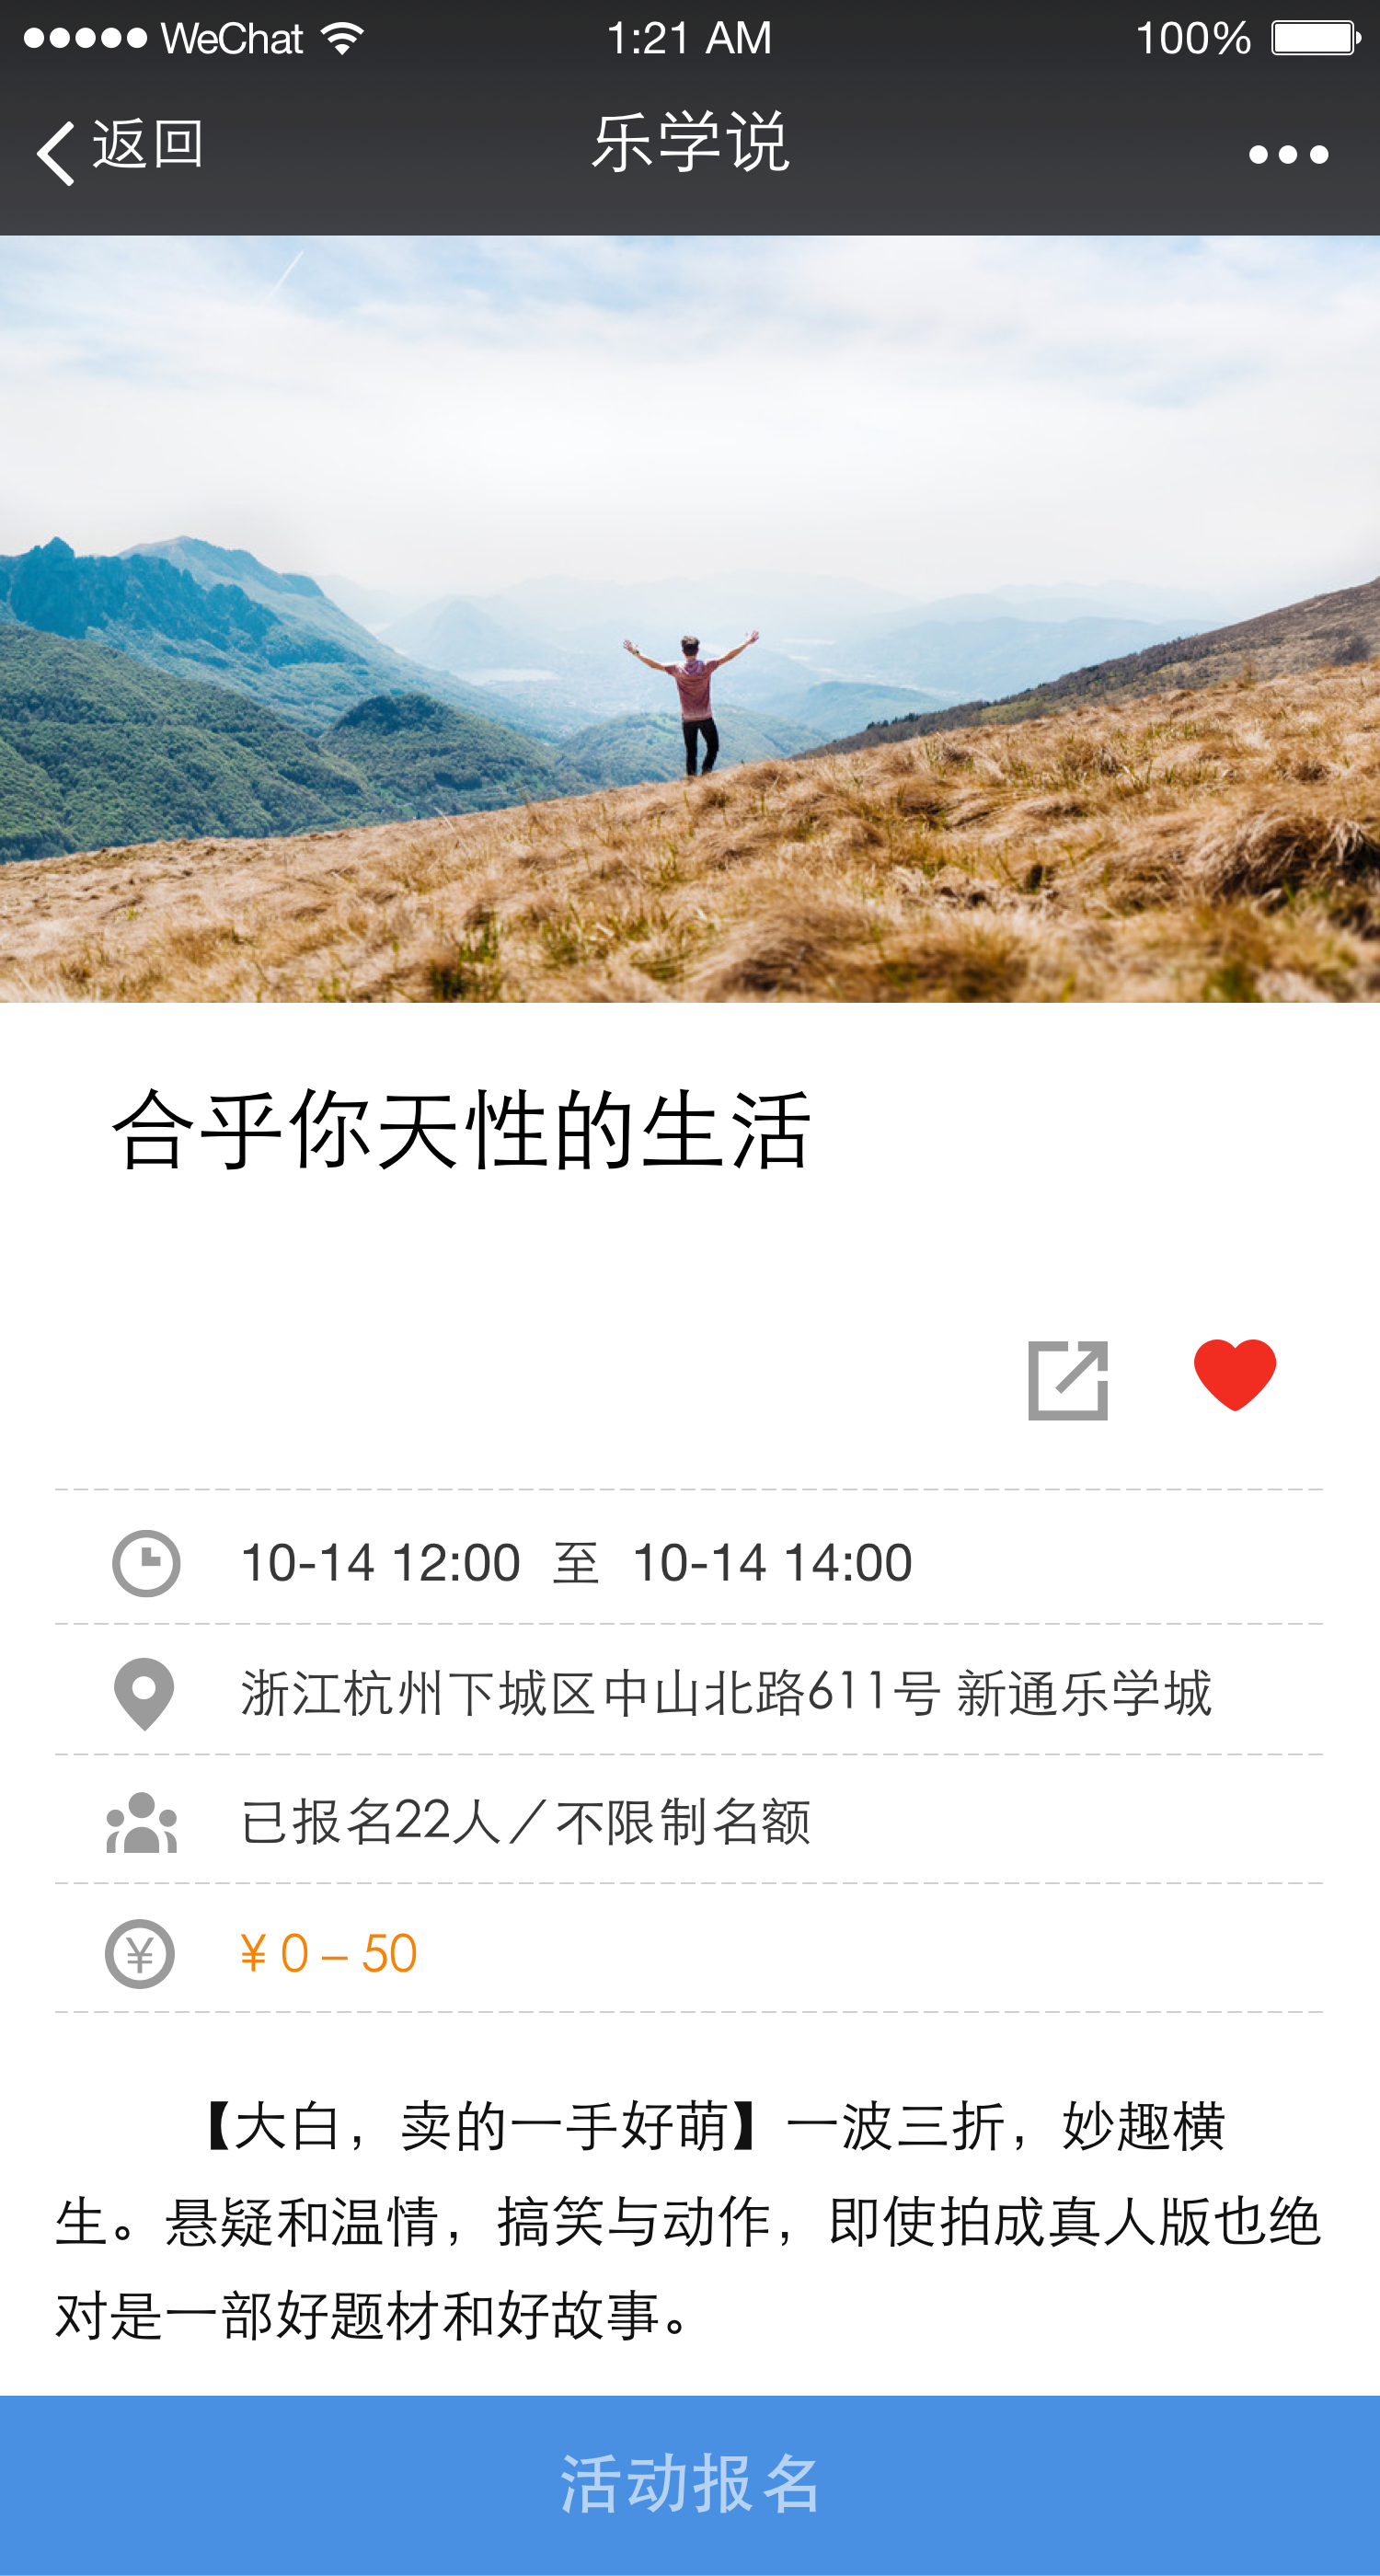 WeChat 1:21 AM 100%
返回 乐学说
合乎你天性的生活
10-14 12:00 至 10-14 14:00
浙江杭州下城区中山北路611号 新通乐学城
已报名22人／不限制名额
¥ ¥ 0 – 50
【大白，卖的一手好萌】一波三折，妙趣横
生。悬疑和温情，搞笑与动作，即使拍成真人版也绝
对是一部好题材和好故事。
活动报名